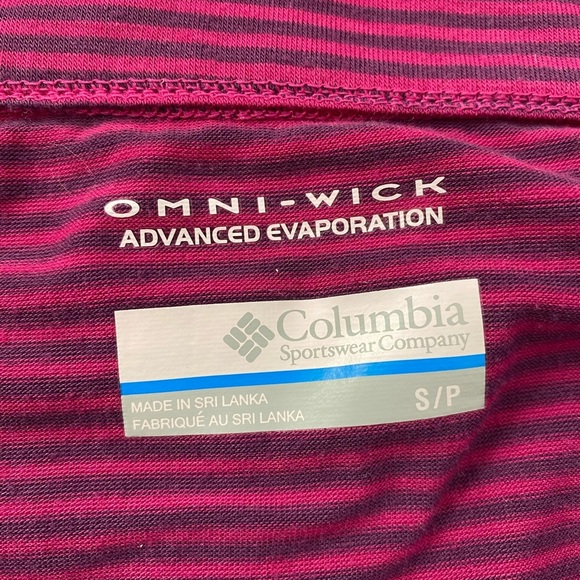 OMNI-WICK
ADVANCED EVAPORATION
Columbia
Sportswear Company
MADE IN SRI LANKA
FABRIQUÉ AU SRI LANKA
S/P